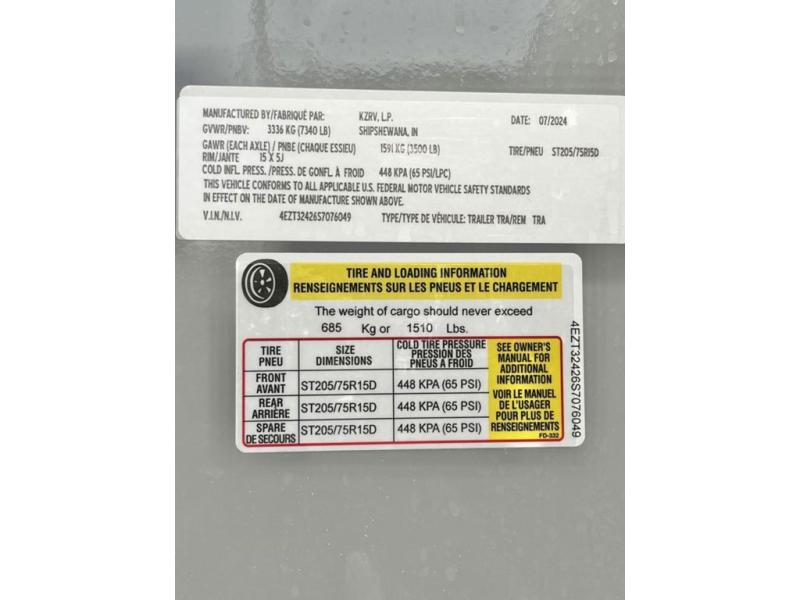 MANUFACTURED BY/FABRIQUÉ PAR: KZRV, L.P. DATE: 07/2024
GVWR/PNBV: 3336 KG (7340 LB) SHIPSHEWANA, IN
GAWR (EACH AXLE) / PNBE (CHAQUE ESSIEU) 1591 KG (3500 LB) TIRE/PNEU ST205/75R15D
RIM/JANTE 15 X 5J
COLD INFL. PRESS. /PRESS. DE GONFL. À FROID 448 KPA (65 PSI/LPC)
THIS VEHICLE CONFORMS TO ALL APPLICABLE U.S. FEDERAL MOTOR VEHICLE SAFETY STANDARDS
IN EFFECT ON THE DATE OF MANUFACTURE SHOWN ABOVE.
V.I.N./N.I.V. 4EZT32426S7076049 TYPE/TYPE DE VÉHICULE: TRAILER TRA/REM TRA
TIRE AND LOADING INFORMATION
RENSEIGNEMENTS SUR LES PNEUS ET LE CHARGEMENT
The weight of cargo should never exceed
685 Kg or 1510 Lbs.
TIRE
PNEU
SIZE
DIMENSIONS
COLD TIRE PRESSURE
PRESSION DES
PNEUS A FROID
FRONT
AVANT
ST205/75R15D 448 KPA (65 PSI)
REAR
ARRIÈRE
ST205/75R15D 448 KPA (65 PSI)
SPARE
DE SECOURS
ST205/75R15D 448 KPA (65 PSI)
SEE OWNER'S
MANUAL FOR
ADDITIONAL
INFORMATION
VOIR LE MANUEL
DE L'USAGER
POUR PLUS DE
RENSEIGNEMENTS
FD-332
4EZT32426S7076049